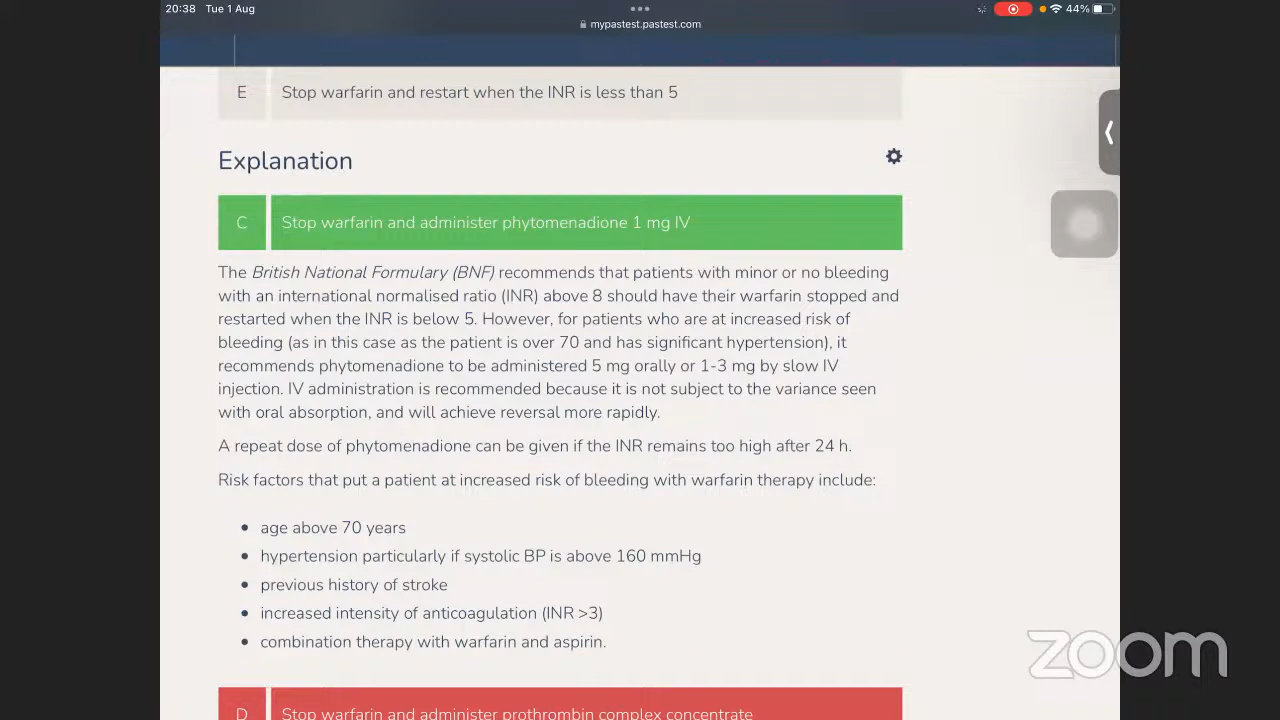 20:38 Tue 1 Aug
44%
mypastest.pastest.com
E Stop warfarin and restart when the INR is less than 5
Explanation
C Stop warfarin and administer phytomenadione 1 mg IV
The British National Formulary (BNF) recommends that patients with minor or no bleeding
with an international normalised ratio (INR) above 8 should have their warfarin stopped and
restarted when the INR is below 5. However, for patients who are at increased risk of
bleeding (as in this case as the patient is over 70 and has significant hypertension), it
recommends phytomenadione to be administered 5 mg orally or 1-3 mg by slow IV
injection. IV administration is recommended because it is not subject to the variance seen
with oral absorption, and will achieve reversal more rapidly.
A repeat dose of phytomenadione can be given if the INR remains too high after 24 h.
Risk factors that put a patient at increased risk of bleeding with warfarin therapy include:
• age above 70 years
• hypertension particularly if systolic BP is above 160 mmHg
• previous history of stroke
• increased intensity of anticoagulation (INR >3)
• combination therapy with warfarin and aspirin.
zoom
D Stop warfarin and administer prothrombin complex concentrate